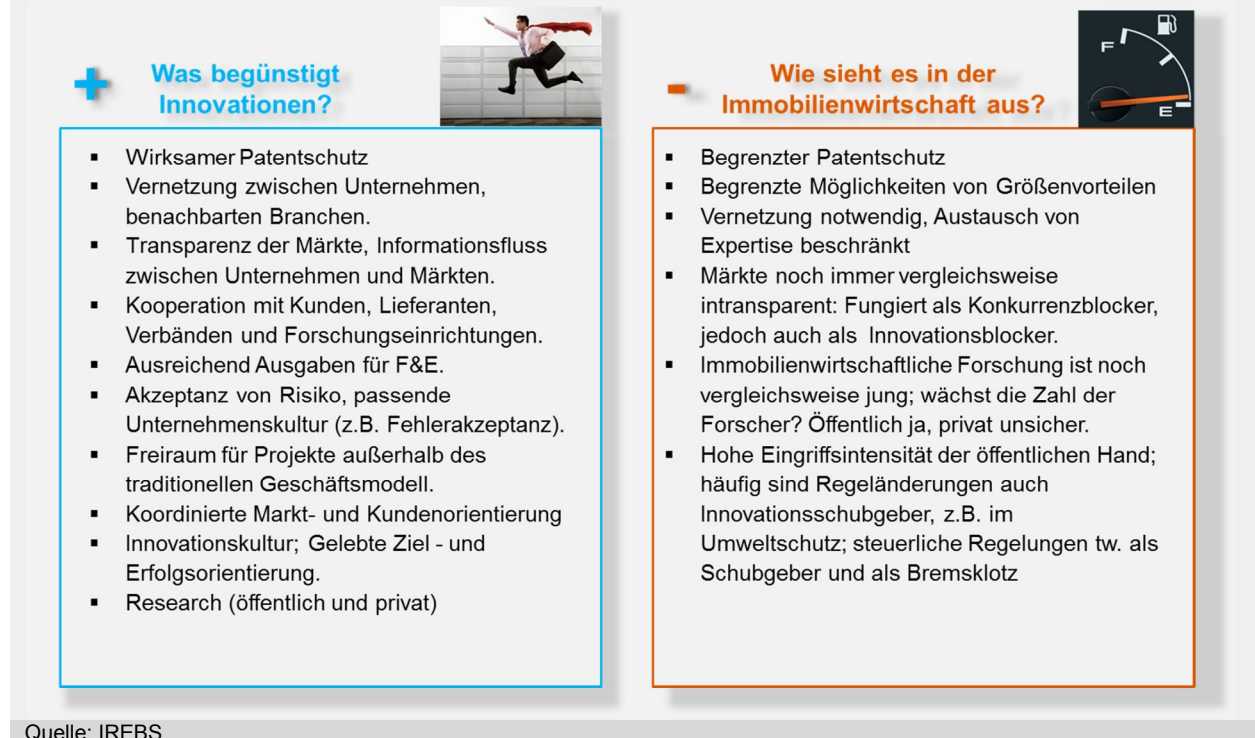 + Was begünstigt
Innovationen?
▪ Wirksamer Patentschutz
▪ Vernetzung zwischen Unternehmen,
benachbarten Branchen.
▪ Transparenz der Märkte, Informationsfluss
zwischen Unternehmen und Märkten.
▪ Kooperation mit Kunden, Lieferanten,
Verbänden und Forschungseinrichtungen.
▪ Ausreichend Ausgaben für F&E.
▪ Akzeptanz von Risiko, passende
Unternehmenskultur (z.B. Fehlerakzeptanz).
▪ Freiraum für Projekte außerhalb des
traditionellen Geschäftsmodell.
▪ Koordinierte Markt- und Kundenorientierung
▪ Innovationskultur; Gelebte Ziel - und
Erfolgsorientierung.
▪ Research (öffentlich und privat)
- Wie sieht es in der
Immobilienwirtschaft aus?
F
E
▪ Begrenzter Patentschutz
▪ Begrenzte Möglichkeiten von Größenvorteilen
▪ Vernetzung notwendig, Austausch von
Expertise beschränkt
▪ Märkte noch immer vergleichsweise
intransparent: Fungiert als Konkurrenzblocker,
jedoch auch als Innovationsblocker.
▪ Immobilienwirtschaftliche Forschung ist noch
vergleichsweise jung; wächst die Zahl der
Forscher? Öffentlich ja, privat unsicher.
▪ Hohe Eingriffsintensität der öffentlichen Hand;
häufig sind Regeländerungen auch
Innovationsschubgeber, z.B. im
Umweltschutz; steuerliche Regelungen tw. als
Schubgeber und als Bremsklotz
Quelle: IREBS